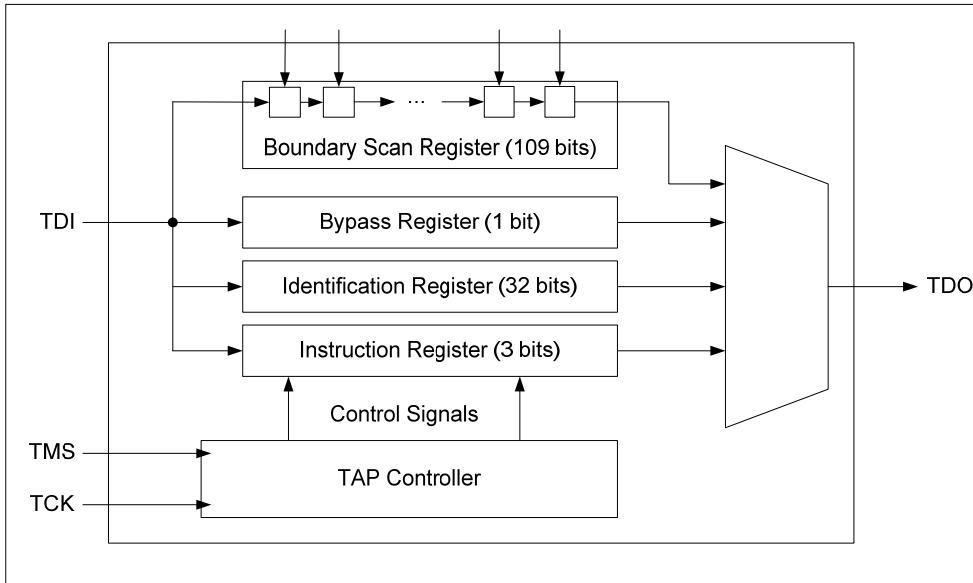 ...
Boundary Scan Register (109 bits)
TDI
Bypass Register (1 bit)
Identification Register (32 bits)
TDO
Instruction Register (3 bits)
Control Signals
TMS
TAP Controller
TCK